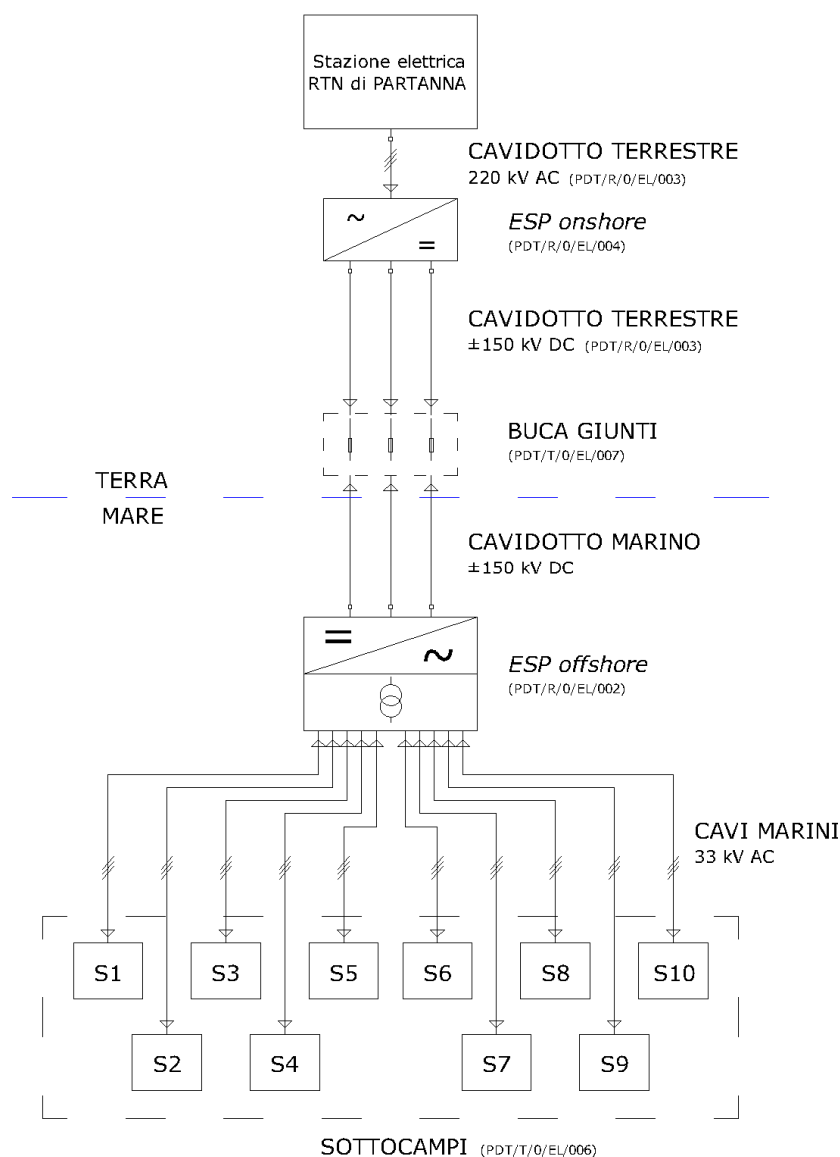 Stazione elettrica
RTN di PARTANNA
CAVIDOTTO TERRESTRE
220 kV AC (PDT/R/0/EL/003)
~
=
ESP onshore
(PDT/R/0/EL/004)
CAVIDOTTO TERRESTRE
±150 kV DC (PDT/R/0/EL/003)
BUCA GIUNTI
(PDT/T/0/EL/007)
TERRA
MARE
CAVIDOTTO MARINO
±150 kV DC
=
~
ESP offshore
(PDT/R/0/EL/002)
CAVI MARINI
33 kV AC
S1 S3 S5 S6 S8 S10
S2 S4 S7 S9
SOTTOCAMPI (PDT/T/0/EL/006)